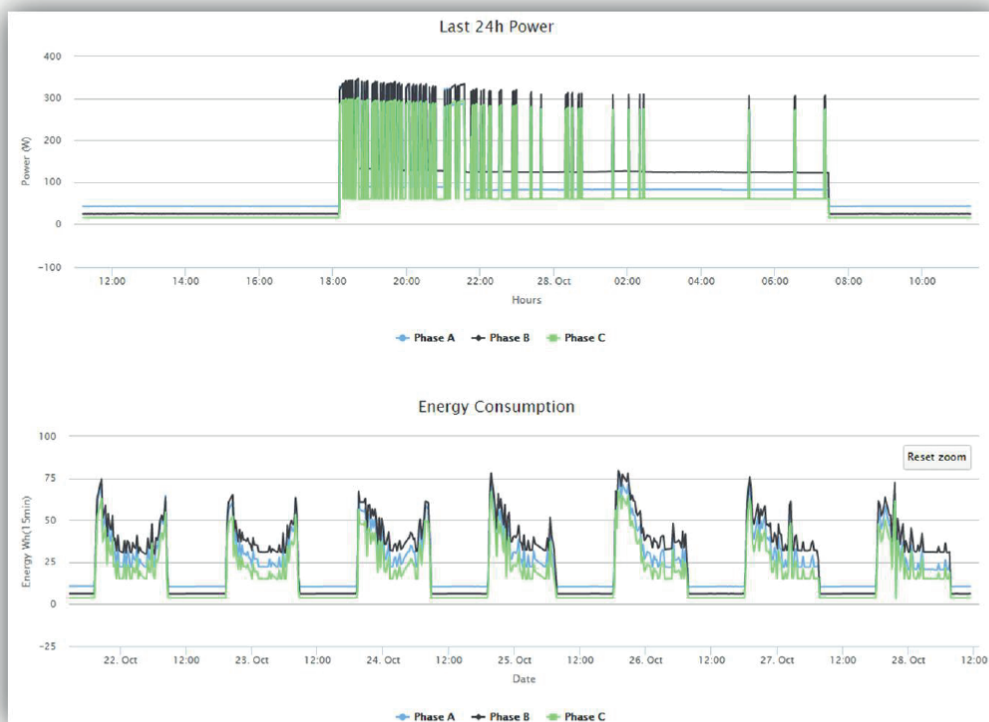 Last 24h Power
400
300
200
100
0
-100
Power (W)
12:00 14:00 16:00 18:00 20:00 22:00 28. Oct 02:00 04:00 06:00 08:00 10:00
Hours
Phase A Phase B Phase C
Energy Consumption
100
Reset zoom
75
50
25
0
-25
Energy Wh(15min)
22. Oct 12:00 23. Oct 12:00 24. Oct 12:00 25. Oct 12:00 26. Oct 12:00 27. Oct 12:00 28. Oct 12:00
Date
Phase A Phase B Phase C